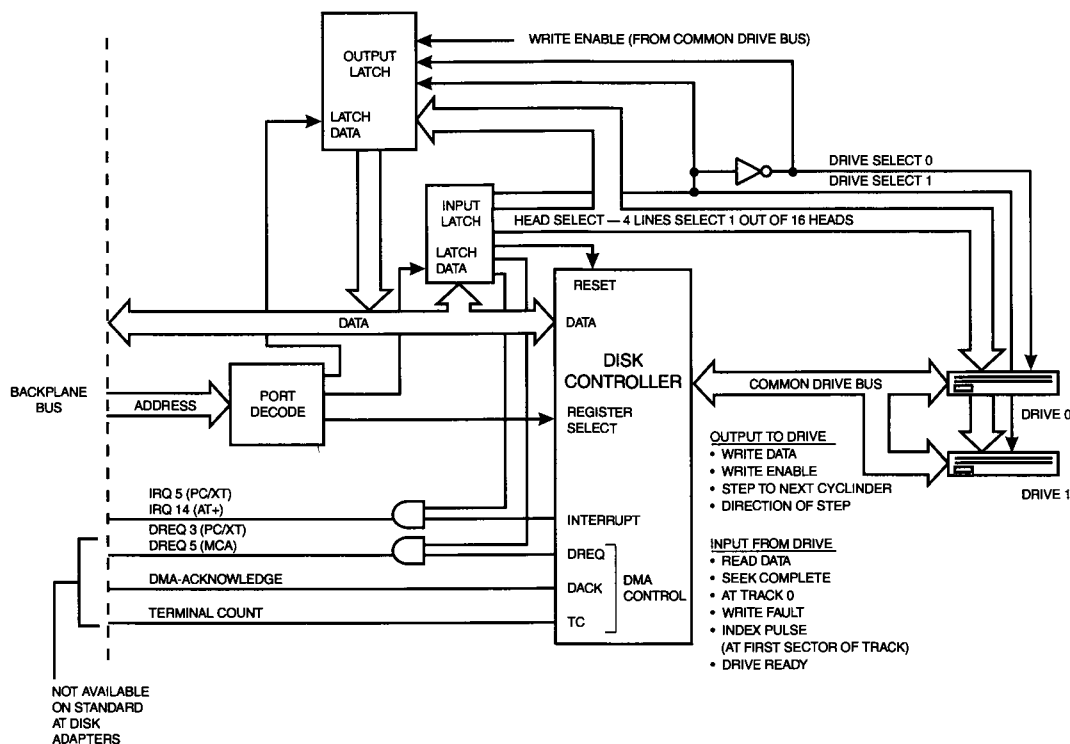 WRITE ENABLE (FROM COMMON DRIVE BUS)
OUTPUT
LATCH
LATCH
DATA
DRIVE SELECT 0
DRIVE SELECT 1
INPUT
LATCH
HEAD SELECT — 4 LINES SELECT 1 OUT OF 16 HEADS
LATCH
DATA
RESET
DATA
DATA
DISK
CONTROLLER
BACKPLANE
BUS
ADDRESS
PORT
DECODE
REGISTER
SELECT
COMMON DRIVE BUS
DRIVE 0
DRIVE 1
OUTPUT TO DRIVE
• WRITE DATA
• WRITE ENABLE
• STEP TO NEXT CYCLINDER
• DIRECTION OF STEP
IRQ 5 (PC/XT)
IRQ 14 (AT+)
INTERRUPT
DREQ 3 (PC/XT)
DREQ 5 (MCA)
DREQ
DMA-ACKNOWLEDGE
DACK
DMA
CONTROL
TERMINAL COUNT
TC
INPUT FROM DRIVE
• READ DATA
• SEEK COMPLETE
• AT TRACK 0
• WRITE FAULT
• INDEX PULSE
(AT FIRST SECTOR OF TRACK)
• DRIVE READY
NOT AVAILABLE
ON STANDARD
AT DISK
ADAPTERS